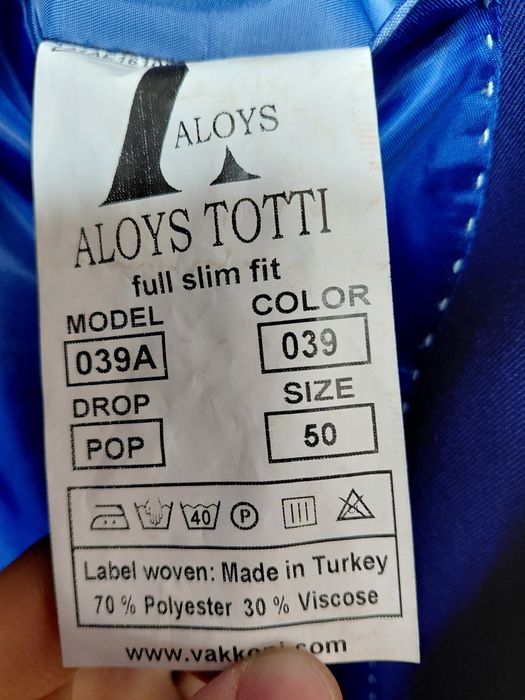 ALOYS
ALOYS TOTTI
full slim fit
MODEL COLOR
039A 039
DROP SIZE
POP 50
40 P
Label woven: Made in Turkey
70 % Polyester 30 % Viscose